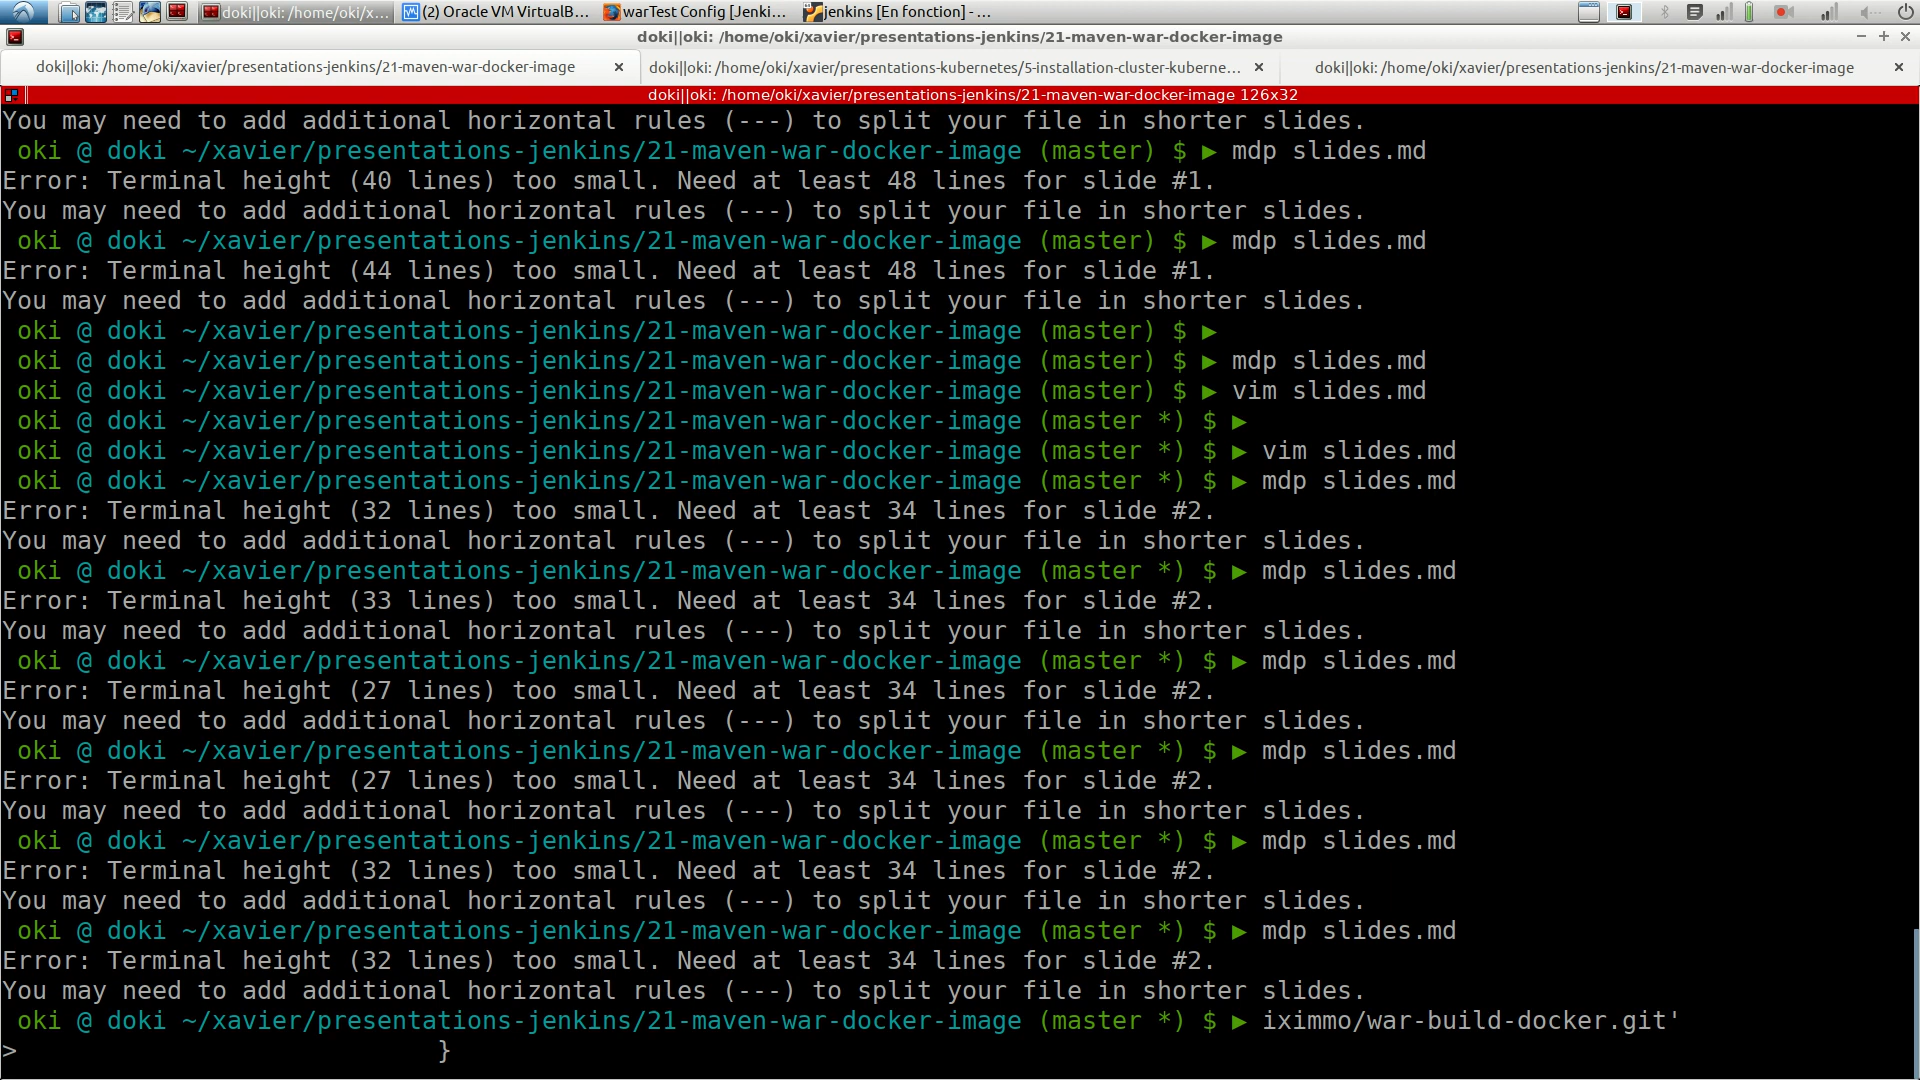 doki||oki: /home/oki/x... (2) Oracle VM VirtualB... warTest Config [Jenki... jenkins [En fonction] - ...
doki||oki: /home/oki/xavier/presentations-jenkins/21-maven-war-docker-image
doki||oki: /home/oki/xavier/presentations-jenkins/21-maven-war-docker-image doki||oki: /home/oki/xavier/presentations-kubernetes/5-installation-cluster-kuberne... doki||oki: /home/oki/xavier/presentations-jenkins/21-maven-war-docker-image
doki||oki: /home/oki/xavier/presentations-jenkins/21-maven-war-docker-image 126x32
You may need to add additional horizontal rules (---) to split your file in shorter slides.
oki @ doki ~/xavier/presentations-jenkins/21-maven-war-docker-image (master) $ ▶ mdp slides.md
Error: Terminal height (40 lines) too small. Need at least 48 lines for slide #1.
You may need to add additional horizontal rules (---) to split your file in shorter slides.
oki @ doki ~/xavier/presentations-jenkins/21-maven-war-docker-image (master) $ ▶ mdp slides.md
Error: Terminal height (44 lines) too small. Need at least 48 lines for slide #1.
You may need to add additional horizontal rules (---) to split your file in shorter slides.
oki @ doki ~/xavier/presentations-jenkins/21-maven-war-docker-image (master) $ ▶
oki @ doki ~/xavier/presentations-jenkins/21-maven-war-docker-image (master) $ ▶ mdp slides.md
oki @ doki ~/xavier/presentations-jenkins/21-maven-war-docker-image (master) $ ▶ vim slides.md
oki @ doki ~/xavier/presentations-jenkins/21-maven-war-docker-image (master *) $ ▶
oki @ doki ~/xavier/presentations-jenkins/21-maven-war-docker-image (master *) $ ▶ vim slides.md
oki @ doki ~/xavier/presentations-jenkins/21-maven-war-docker-image (master *) $ ▶ mdp slides.md
Error: Terminal height (32 lines) too small. Need at least 34 lines for slide #2.
You may need to add additional horizontal rules (---) to split your file in shorter slides.
oki @ doki ~/xavier/presentations-jenkins/21-maven-war-docker-image (master *) $ ▶ mdp slides.md
Error: Terminal height (33 lines) too small. Need at least 34 lines for slide #2.
You may need to add additional horizontal rules (---) to split your file in shorter slides.
oki @ doki ~/xavier/presentations-jenkins/21-maven-war-docker-image (master *) $ ▶ mdp slides.md
Error: Terminal height (27 lines) too small. Need at least 34 lines for slide #2.
You may need to add additional horizontal rules (---) to split your file in shorter slides.
oki @ doki ~/xavier/presentations-jenkins/21-maven-war-docker-image (master *) $ ▶ mdp slides.md
Error: Terminal height (27 lines) too small. Need at least 34 lines for slide #2.
You may need to add additional horizontal rules (---) to split your file in shorter slides.
oki @ doki ~/xavier/presentations-jenkins/21-maven-war-docker-image (master *) $ ▶ mdp slides.md
Error: Terminal height (32 lines) too small. Need at least 34 lines for slide #2.
You may need to add additional horizontal rules (---) to split your file in shorter slides.
oki @ doki ~/xavier/presentations-jenkins/21-maven-war-docker-image (master *) $ ▶ mdp slides.md
Error: Terminal height (32 lines) too small. Need at least 34 lines for slide #2.
You may need to add additional horizontal rules (---) to split your file in shorter slides.
oki @ doki ~/xavier/presentations-jenkins/21-maven-war-docker-image (master *) $ ▶ iximmo/war-build-docker.git'
> }